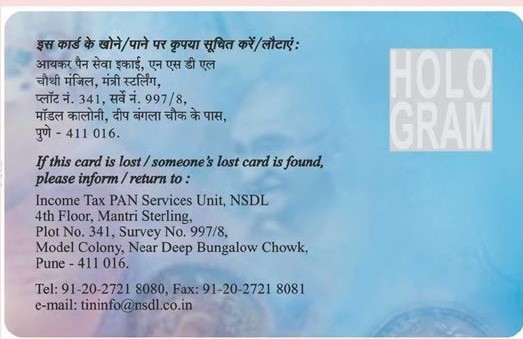 इस कार्ड के खोने/पाने पर कृपया सूचित करें/लौटाएं :
आयकर पैन सेवा इकाई, एन एस डी एल
चौथी मंजिल, मंत्री स्टर्लिंग,
प्लॉट नं. 341, सर्वे नं. 997/8,
मॉडल कालोनी, दीप बंगला चौक के पास,
पुणे - 411 016.
If this card is lost / someone's lost card is found,
please inform / return to :
Income Tax PAN Services Unit, NSDL
4th Floor, Mantri Sterling,
Plot No. 341, Survey No. 997/8,
Model Colony, Near Deep Bungalow Chowk,
Pune - 411 016.
Tel: 91-20-2721 8080, Fax: 91-20-2721 8081
e-mail: tininfo@nsdl.co.in
HOLO
GRAM